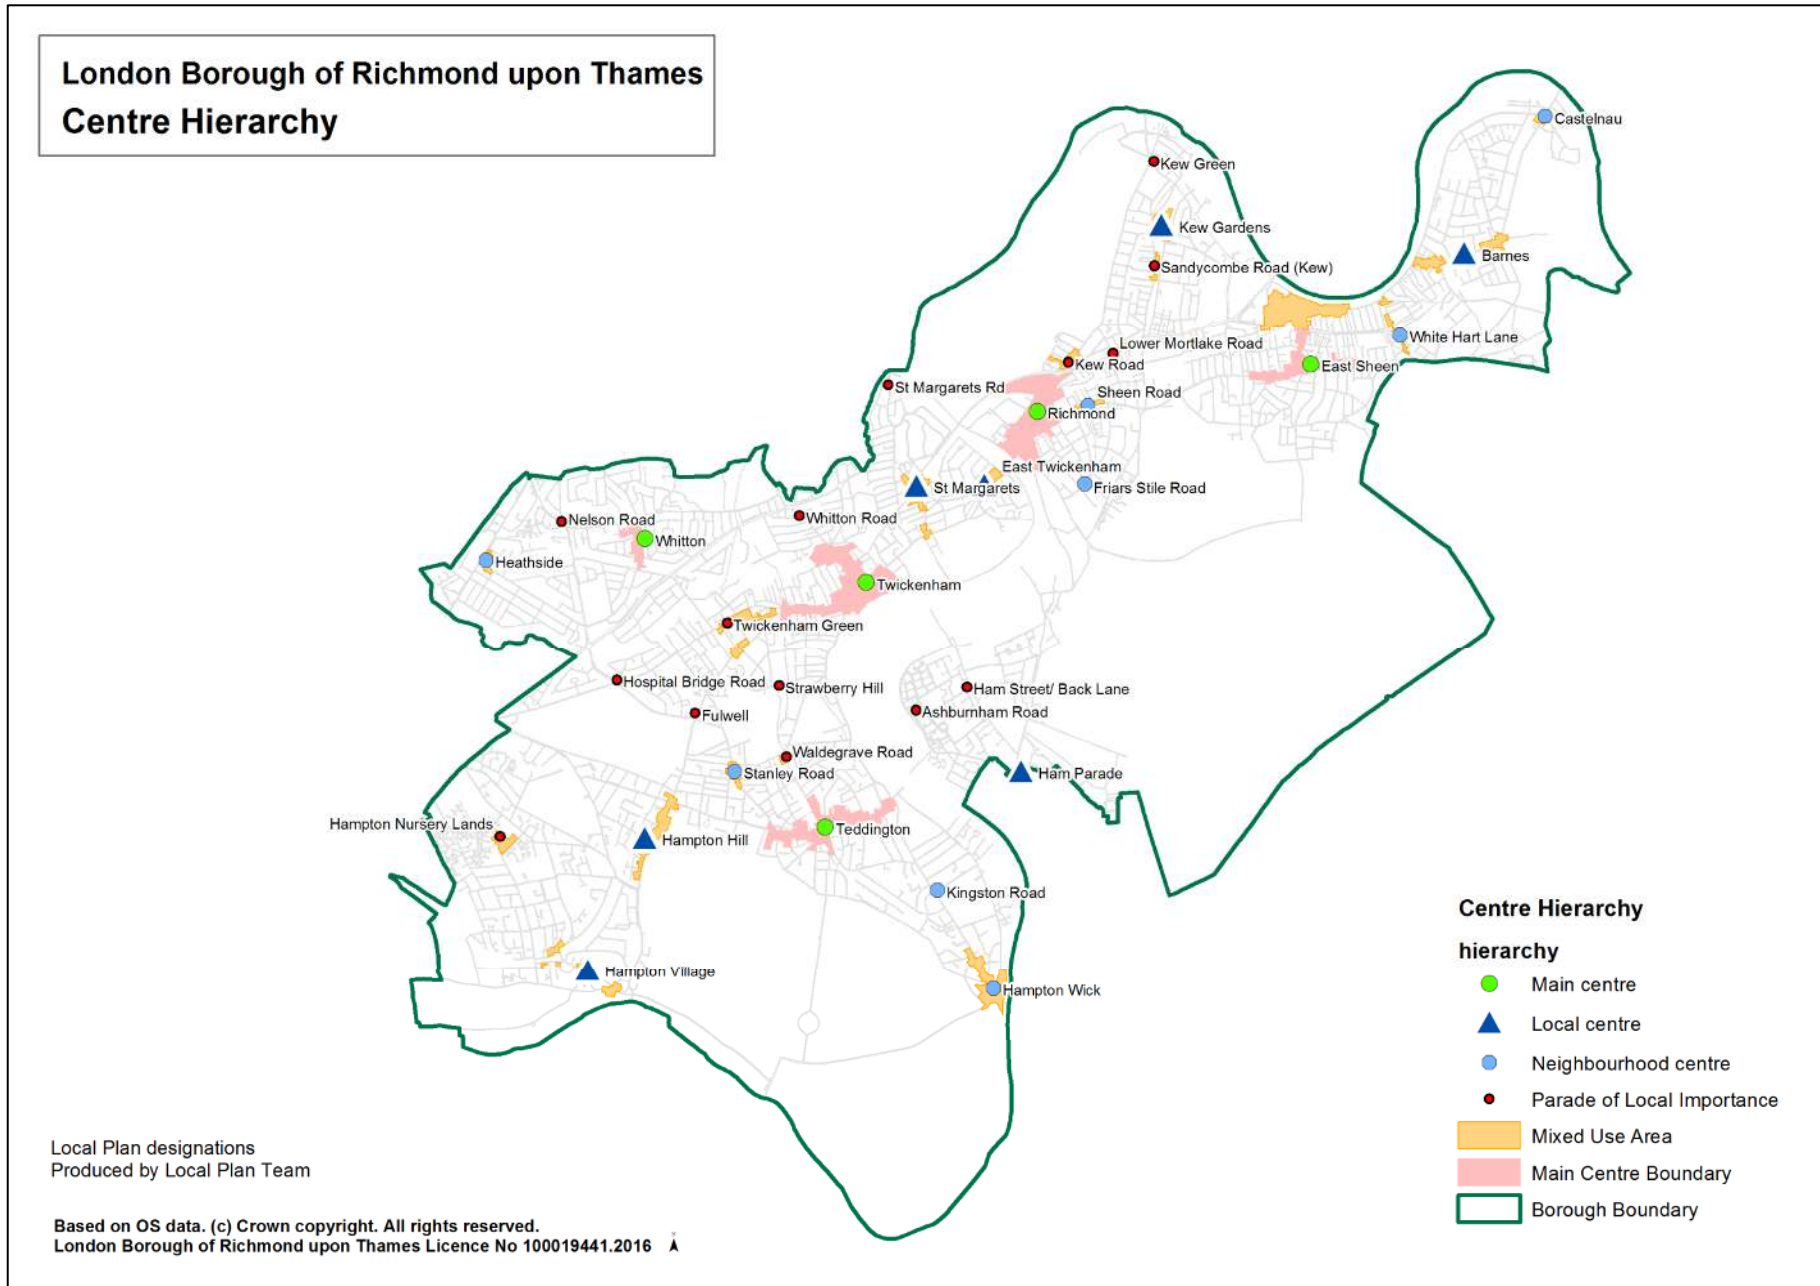 London Borough of Richmond upon Thames
Centre Hierarchy
Castelnau
Kew Green
Kew Gardens
Barnes
Sandycombe Road (Kew)
White Hart Lane
Lower Mortlake Road
Kew Road
East Sheen
St Margarets Rd
Sheen Road
Richmond
East Twickenham
St Margarets
Friars Stile Road
Nelson Road
Whitton Road
Whitton
Heathside
Twickenham
Twickenham Green
Hospital Bridge Road
Strawberry Hill
Ham Street/ Back Lane
Fulwell
Ashburnham Road
Waldegrave Road
Stanley Road
Ham Parade
Hampton Nursery Lands
Teddington
Hampton Hill
Kingston Road
Hampton Village
Hampton Wick
Centre Hierarchy
hierarchy
Main centre
Local centre
Neighbourhood centre
Parade of Local Importance
Mixed Use Area
Main Centre Boundary
Borough Boundary
Local Plan designations
Produced by Local Plan Team
Based on OS data. (c) Crown copyright. All rights reserved.
London Borough of Richmond upon Thames Licence No 100019441.2016